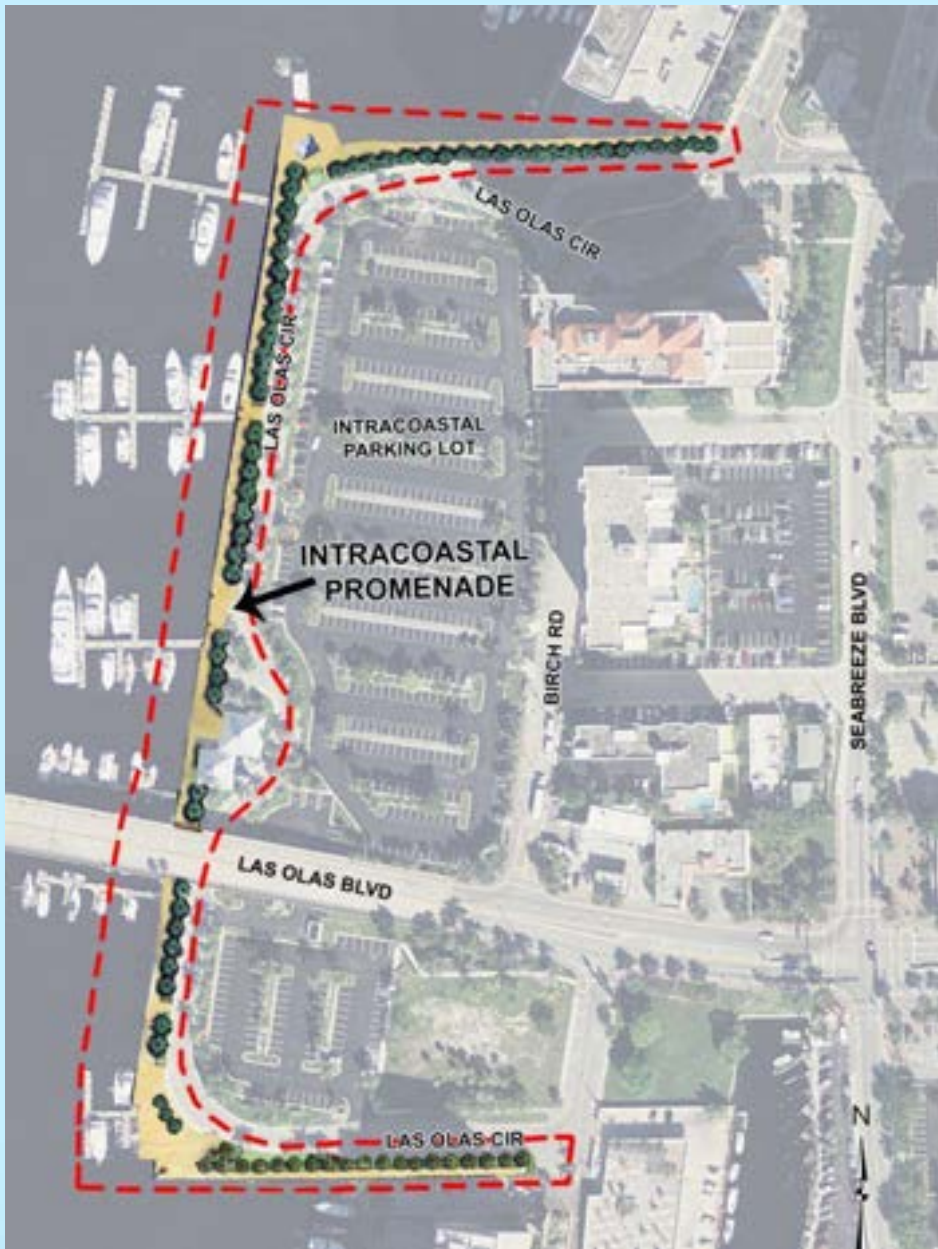 LAS OLAS CIR
LAS OLAS CIR
INTRACOASTAL
PARKING LOT
INTRACOASTAL
PROMENADE
BIRCH RD
SEABREEZE BLVD
LAS OLAS BLVD
N
LAS OLAS CIR